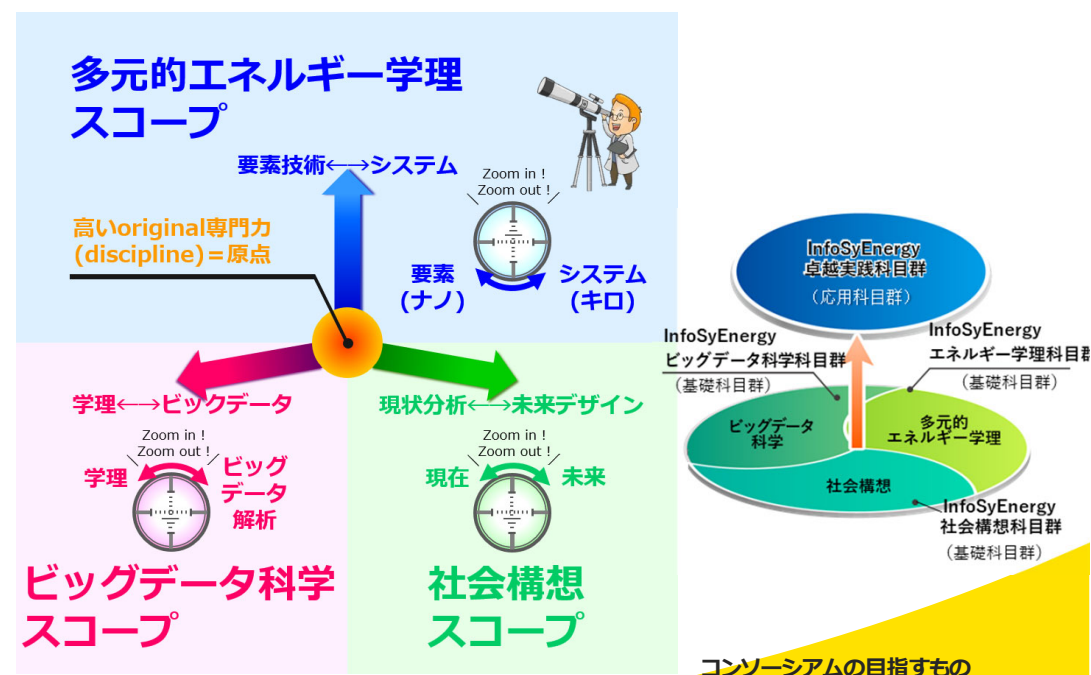 多元的エネルギー学理
スコープ
要素技術←→システム
Zoom in !
Zoom out !
高いoriginal専門力
(discipline)＝原点
要素
(ナノ)
システム
(キロ)
学理←→ビックデータ
Zoom in !
Zoom out !
学理
ビッグ
データ
解析
ビッグデータ科学
スコープ
現状分析←→未来デザイン
Zoom in !
Zoom out !
現在
未来
社会構想
スコープ
InfoSyEnergy
卓越実践科目群
（応用科目群）
InfoSyEnergy
ビッグデータ科学科目群
（基礎科目群）
InfoSyEnergy
エネルギー学理科目群
（基礎科目群）
ビッグデータ
科学
多元的
エネルギー学理
社会構想
InfoSyEnergy
社会構想科目群
（基礎科目群）
コンソーシアムの目指すもの